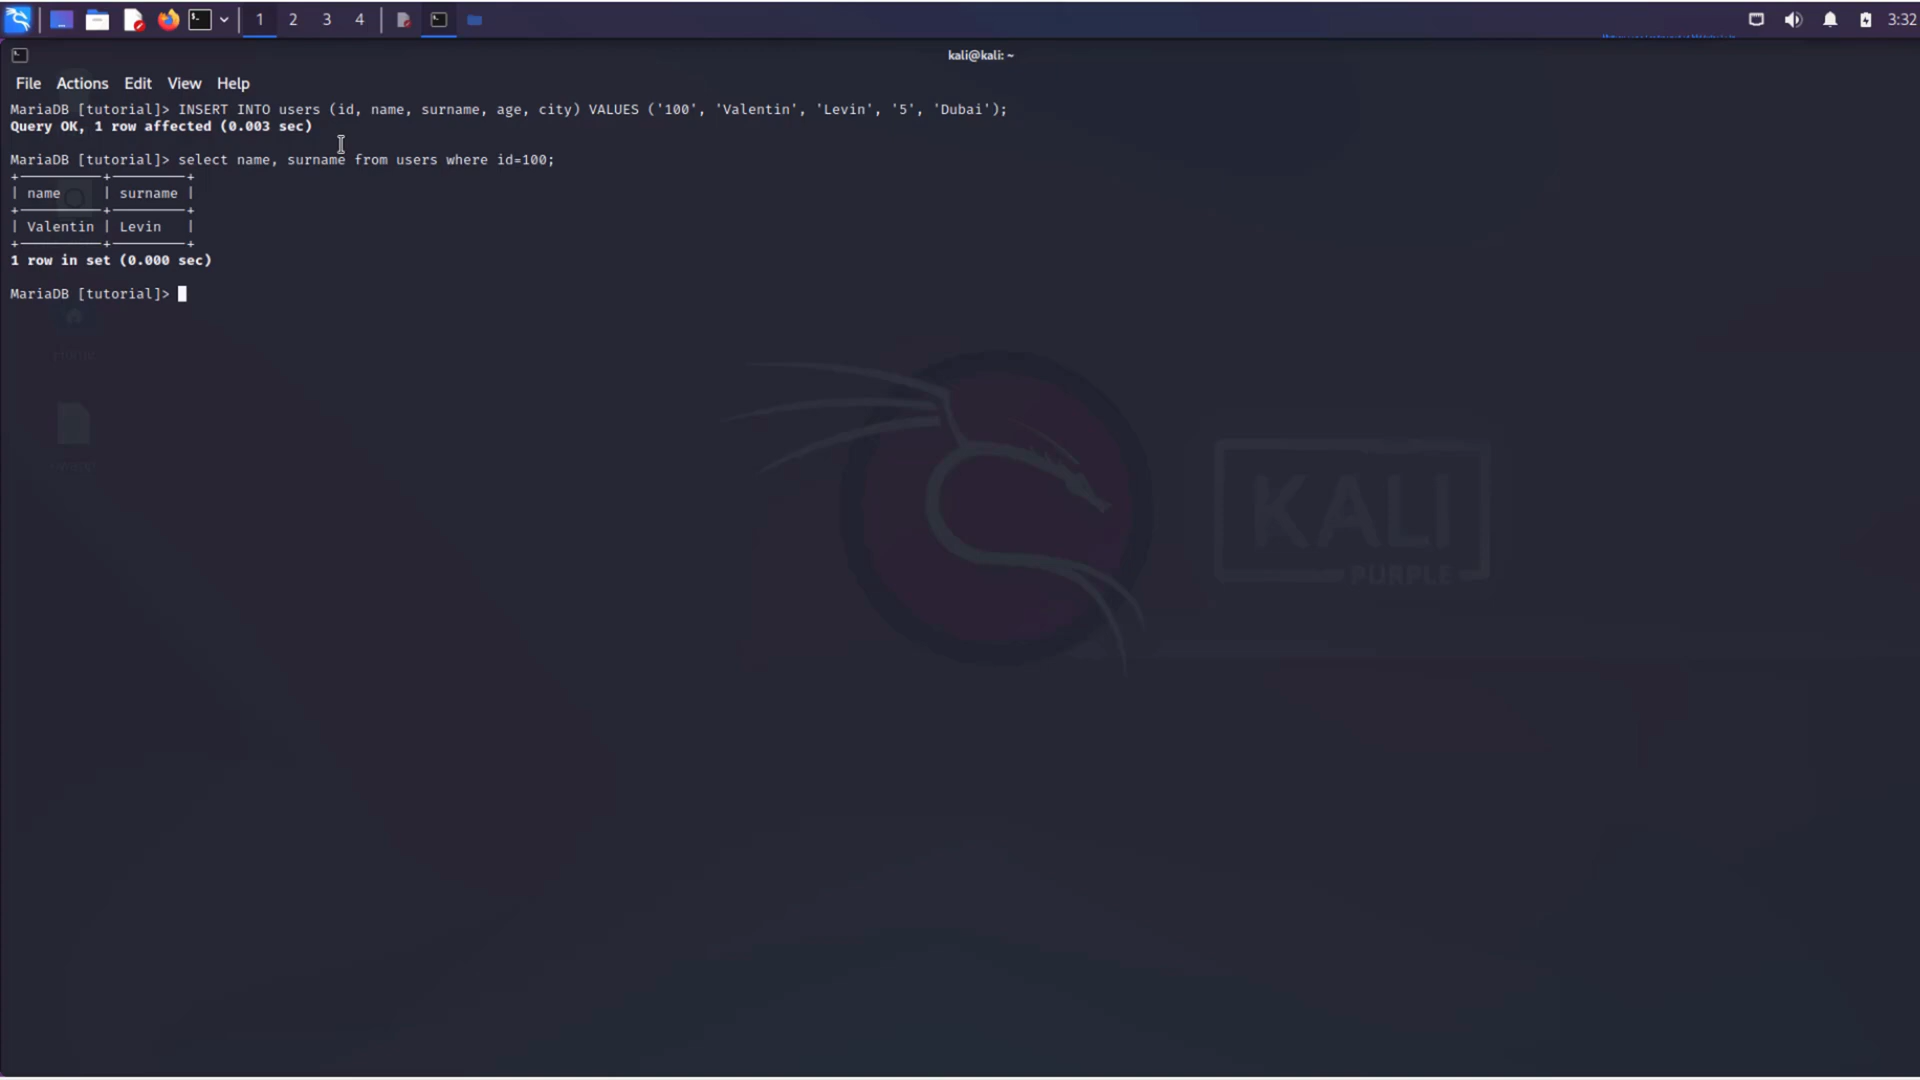 1 2 3 4
3:32
kali@kali: ~
File Actions Edit View Help
MariaDB [tutorial]> INSERT INTO users (id, name, surname, age, city) VALUES ('100', 'Valentin', 'Levin', '5', 'Dubai');
Query OK, 1 row affected (0.003 sec)
MariaDB [tutorial]> select name, surname from users where id=100;
| name | surname |
| Valentin | Levin |
1 row in set (0.000 sec)
MariaDB [tutorial]>
Home
KALI
PURPLE